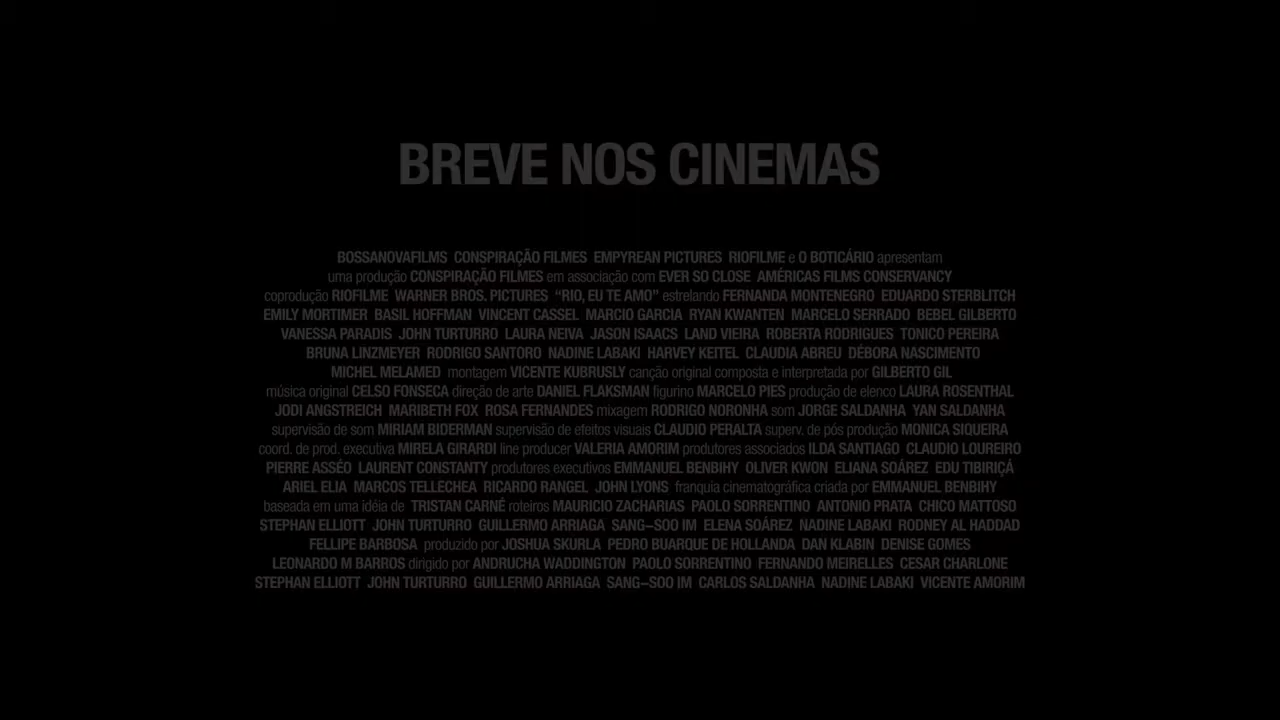 BREVE NOS CINEMAS
BOSSANOVAFILMS CONSPIRAÇÃO FILMES EMPYREAN PICTURES RIOFILME e O BOTICÁRIO apresentam
uma produção CONSPIRAÇÃO FILMES em associação com EVER SO CLOSE AMÉRICAS FILMS CONSERVANCY
coprodução RIOFILME WARNER BROS. PICTURES “RIO, EU TE AMO” estrelando FERNANDA MONTENEGRO EDUARDO STERBLITCH
EMILY MORTIMER BASIL HOFFMAN VINCENT CASSEL MARCIO GARCIA RYAN KWANTEN MARCELO SERRADO BEBEL GILBERTO
VANESSA PARADIS JOHN TURTURRO LAURA NEIVA JASON ISAACS LAND VIEIRA ROBERTA RODRIGUES TONICO PEREIRA
BRUNA LINZMEYER RODRIGO SANTORO NADINE LABAKI HARVEY KEITEL CLAUDIA ABREU DÉBORA NASCIMENTO
MICHEL MELAMED montagem VICENTE KUBRUSLY canção original composta e interpretada por GILBERTO GIL
música original CELSO FONSECA direção de arte DANIEL FLAKSMAN figurino MARCELO PIES produção de elenco LAURA ROSENTHAL
JODI ANGSTREICH MARIBETH FOX ROSA FERNANDES mixagem RODRIGO NORONHA som JORGE SALDANHA YAN SALDANHA
supervisão de som MIRIAM BIDERMAN supervisão de efeitos visuais CLAUDIO PERALTA superv. de pós produção MONICA SIQUEIRA
coord. de prod. executiva MIRELA GIRARDI line producer VALERIA AMORIM produtores associados ILDA SANTIAGO CLAUDIO LOUREIRO
PIERRE ASSÉO LAURENT CONSTANTY produtores executivos EMMANUEL BENBIHY OLIVER KWON ELIANA SOÁREZ EDU TIBIRIÇÁ
ARIEL ELIA MARCOS TELLECHEA RICARDO RANGEL JOHN LYONS franquia cinematográfica criada por EMMANUEL BENBIHY
baseada em uma idéia de TRISTAN CARNÉ roteiros MAURICIO ZACHARIAS PAOLO SORRENTINO ANTONIO PRATA CHICO MATTOSO
STEPHAN ELLIOTT JOHN TURTURRO GUILLERMO ARRIAGA SANG–SOO IM ELENA SOÁREZ NADINE LABAKI RODNEY AL HADDAD
FELLIPE BARBOSA produzido por JOSHUA SKURLA PEDRO BUARQUE DE HOLLANDA DAN KLABIN DENISE GOMES
LEONARDO M BARROS dirigido por ANDRUCHA WADDINGTON PAOLO SORRENTINO FERNANDO MEIRELLES CESAR CHARLONE
STEPHAN ELLIOTT JOHN TURTURRO GUILLERMO ARRIAGA SANG–SOO IM CARLOS SALDANHA NADINE LABAKI VICENTE AMORIM